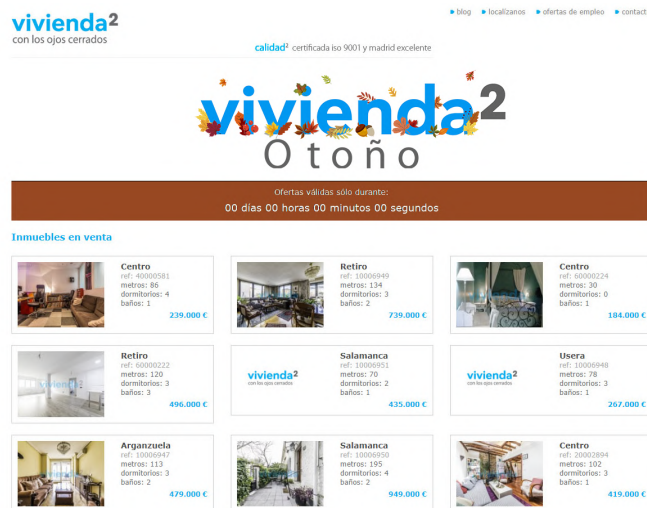 blog localízanos ofertas de empleo contact
vivienda²
con los ojos cerrados
calidad² certificada iso 9001 y madrid excelente
vivienda²
Otoño
Ofertas válidas sólo durante:
00 días 00 horas 00 minutos 00 segundos
Inmuebles en venta
Centro
ref: 40000581
metros: 86
dormitorios: 4
baños: 1
239.000 €
Retiro
ref: 10006949
metros: 134
dormitorios: 3
baños: 2
739.000 €
Centro
ref: 60000224
metros: 30
dormitorios: 0
baños: 1
184.000 €
vivienda²
Retiro
ref: 60000222
metros: 120
dormitorios: 3
baños: 3
496.000 €
vivienda²
con los ojos cerrados
Salamanca
ref: 10006951
metros: 70
dormitorios: 2
baños: 1
435.000 €
vivienda²
con los ojos cerrados
Usera
ref: 10006948
metros: 78
dormitorios: 3
baños: 1
267.000 €
Arganzuela
ref: 10006947
metros: 113
dormitorios: 3
baños: 2
479.000 €
Salamanca
ref: 10006950
metros: 195
dormitorios: 4
baños: 2
949.000 €
Centro
ref: 20002894
metros: 102
dormitorios: 3
baños: 1
419.000 €